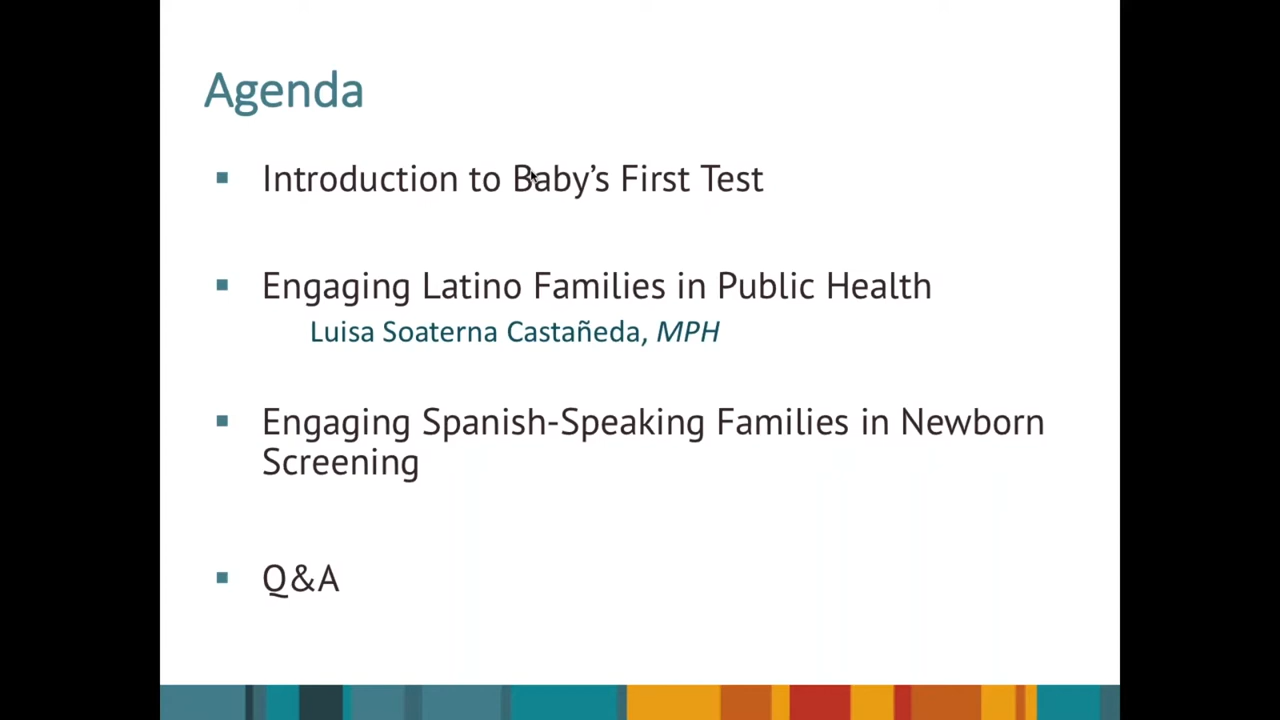 Agenda
Introduction to Baby’s First Test
Engaging Latino Families in Public Health
Luisa Soaterna Castañeda, MPH
Engaging Spanish-Speaking Families in Newborn
Screening
Q&A